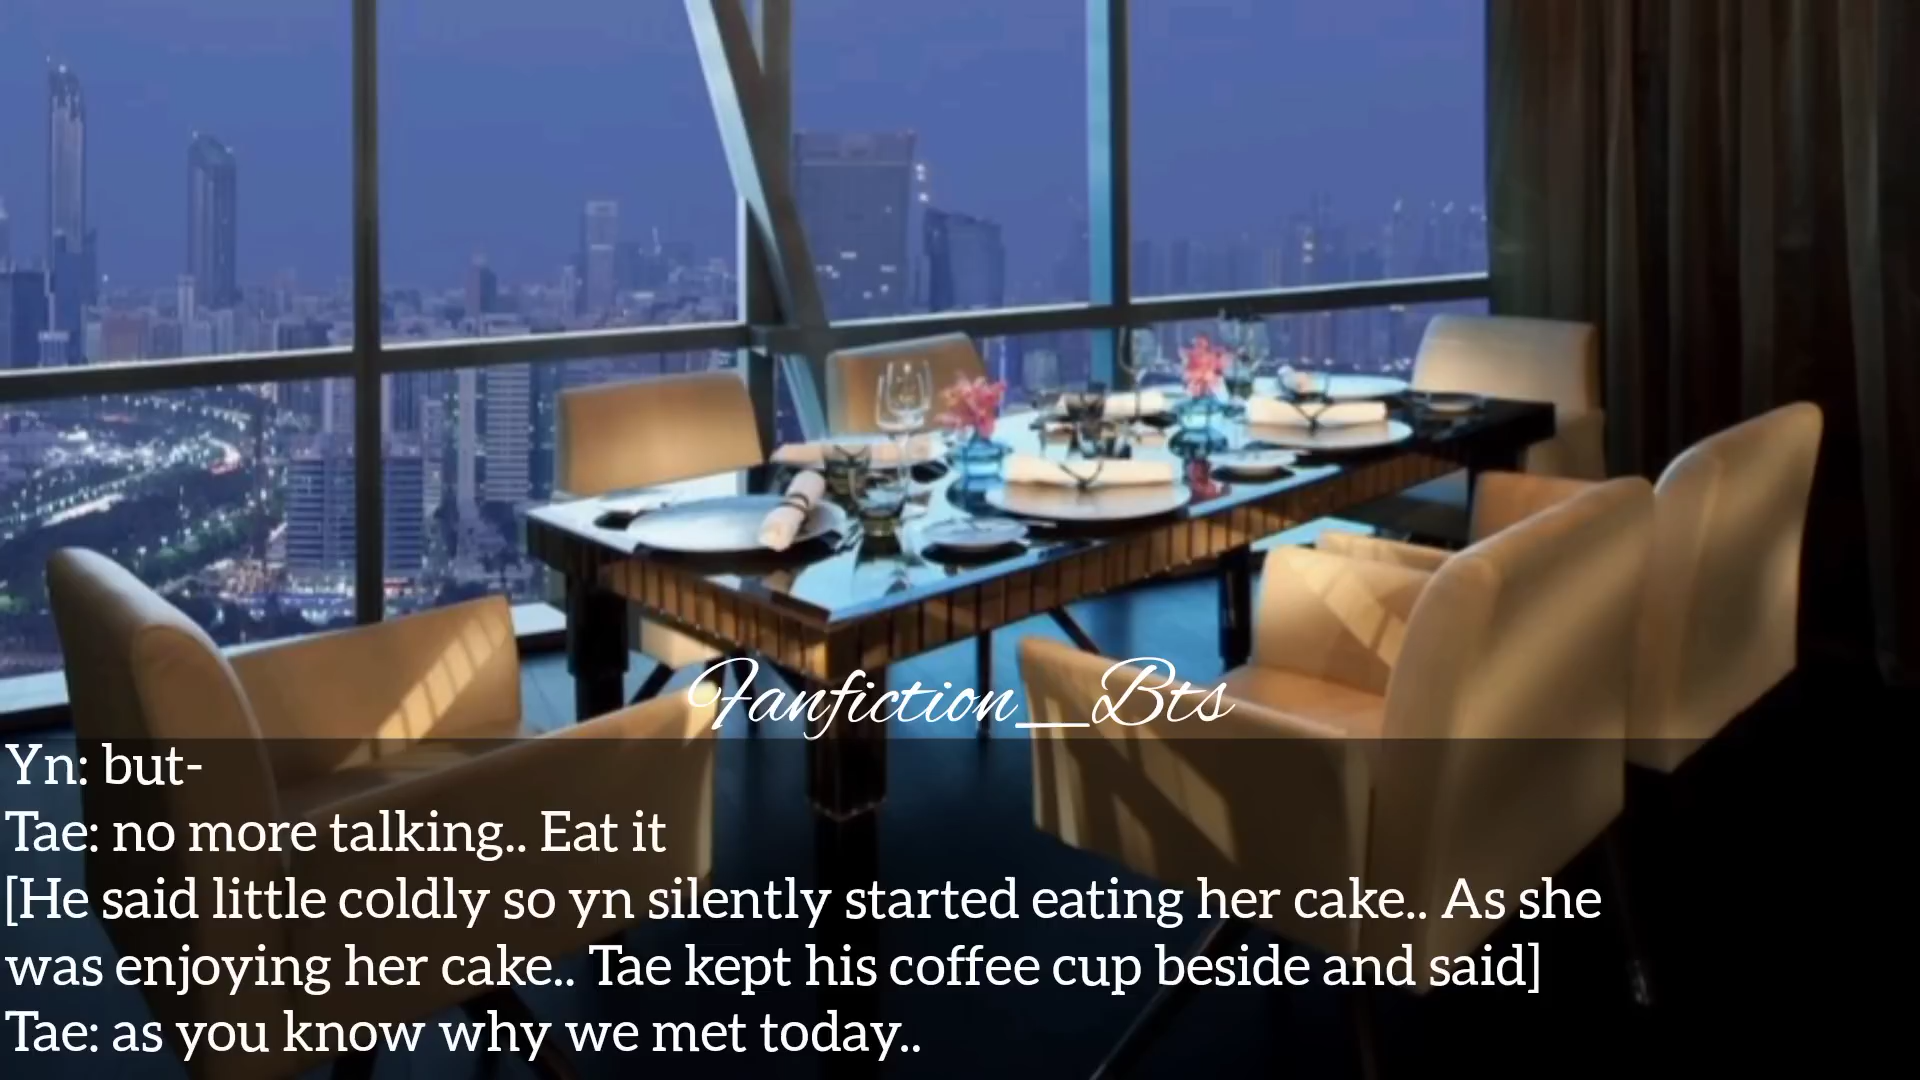 Fanfiction__Bts
Yn: but-
Tae: no more talking.. Eat it
[He said little coldly so yn silently started eating her cake.. As she
was enjoying her cake.. Tae kept his coffee cup beside and said]
Tae: as you know why we met today..